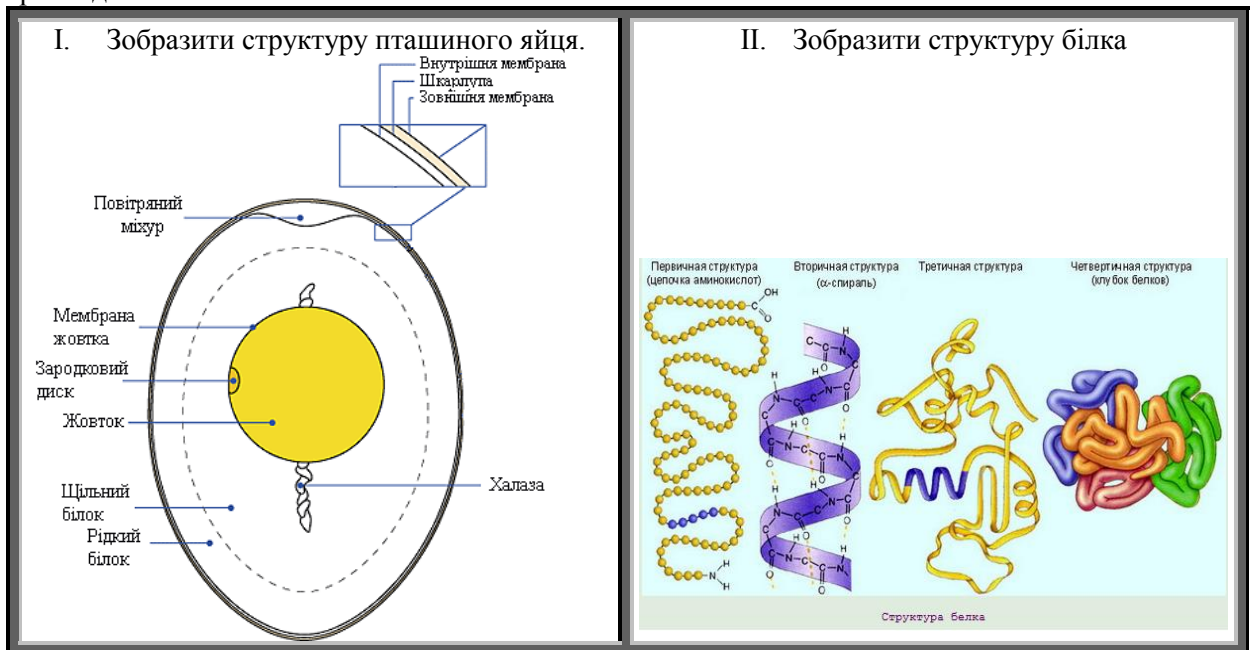 I. Зобразити структуру пташиного яйця.
Внутрішня мембрана
Шкарлупа
Зовнішня мембрана
Повітряний
міхур
Мембрана
жовтка
Зародковий
диск
Жовток
Щільний
білок
Рідкий
білок
Халаза
II. Зобразити структуру білка
Первичная структура
(цепочка аминокислот)
Вторичная структура
(α-спираль)
Третичная структура
Четвертичная структура
(клубок белков)
Структура белка